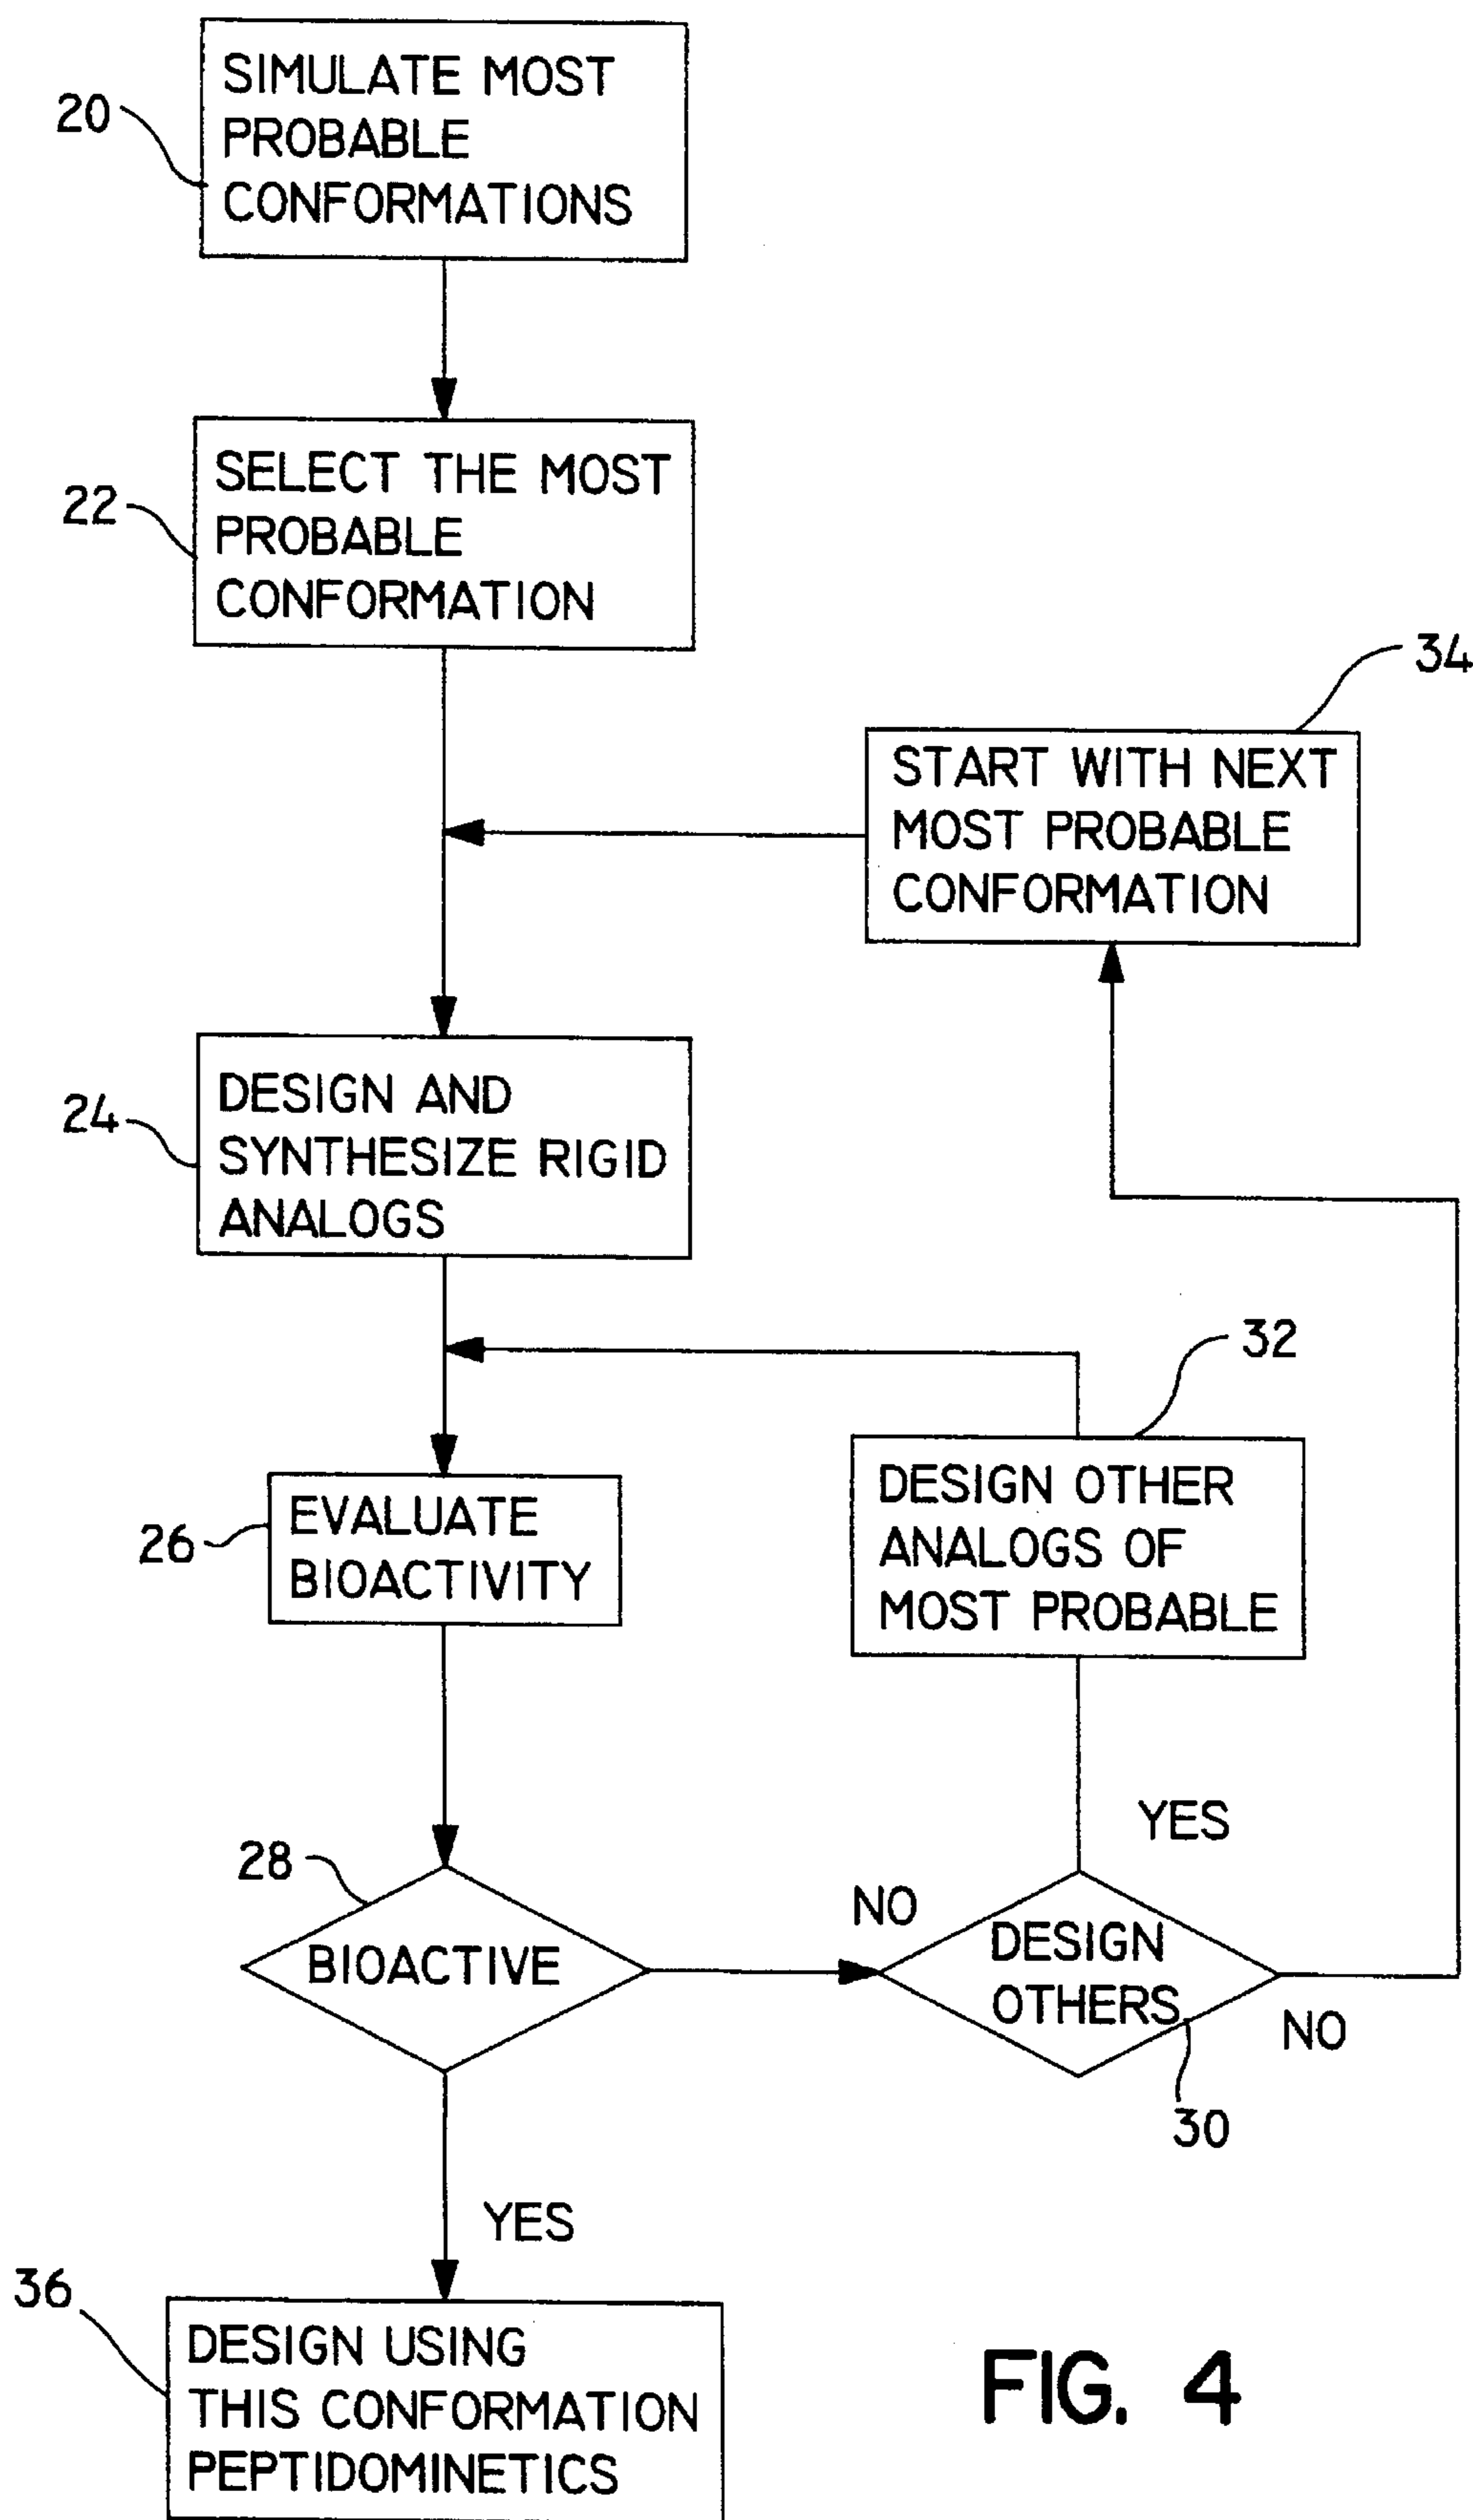 20
SIMULATE MOST
PROBABLE
CONFORMATIONS
22
SELECT THE MOST
PROBABLE
CONFORMATION
34
START WITH NEXT
MOST PROBABLE
CONFORMATION
24
DESIGN AND
SYNTHESIZE RIGID
ANALOGS
32
26
EVALUATE
BIOACTIVITY
DESIGN OTHER
ANALOGS OF
MOST PROBABLE
YES
28
BIOACTIVE
NO
DESIGN
OTHERS
NO
30
YES
36
DESIGN USING
THIS CONFORMATION
PEPTIDOMINETICS
FIG. 4